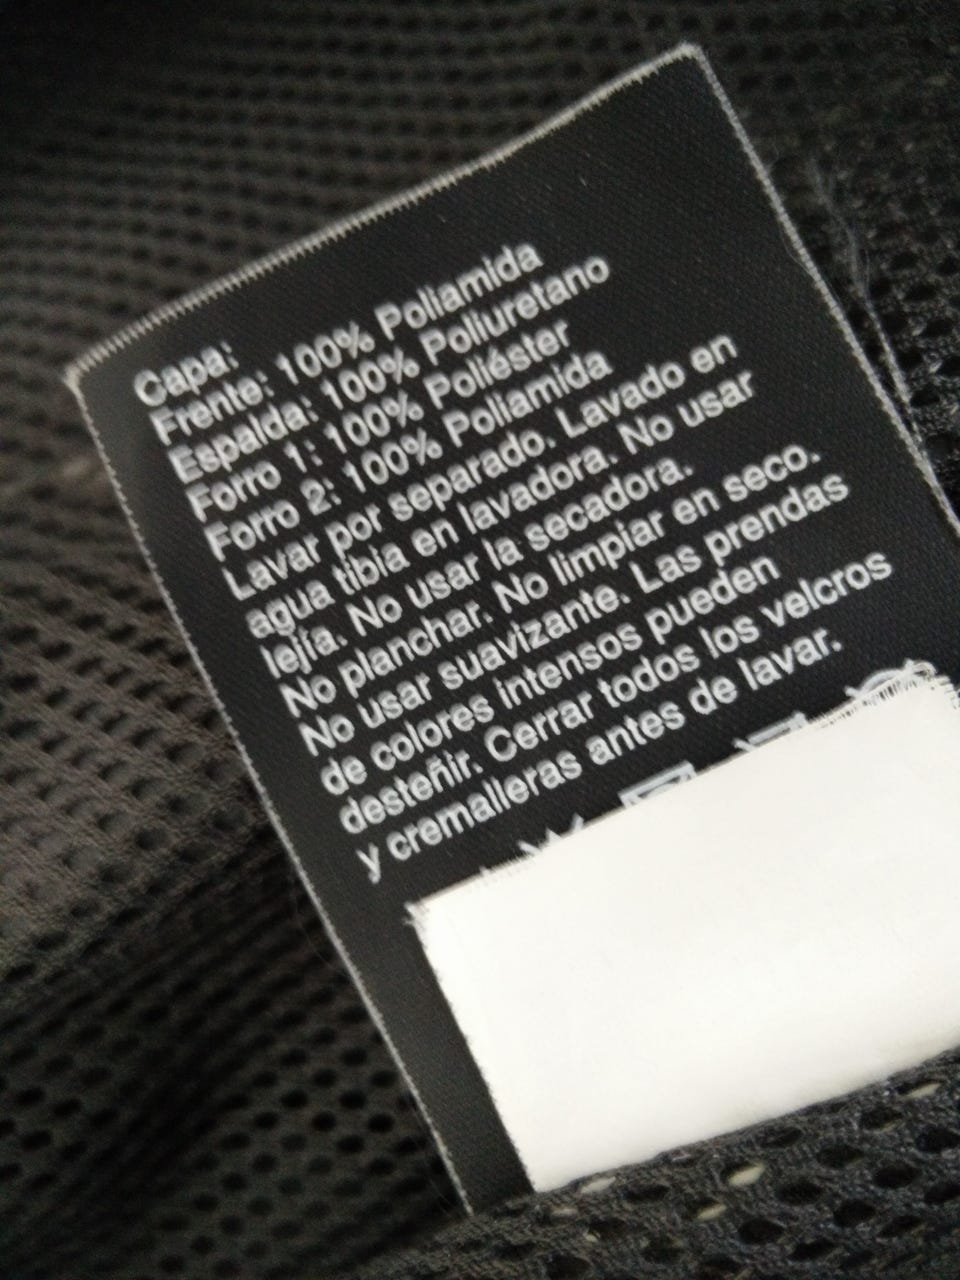 Capa:
Frente: 100% Poliamida
Espalda: 100% Poliuretano
Forro 1: 100% Poliéster
Forro 2: 100% Poliamida
Lavar por separado. Lavado en
agua tibia en lavadora. No usar
lejía. No usar la secadora.
No planchar. No limpiar en seco.
No usar suavizante. Las prendas
de colores intensos pueden
desteñir. Cerrar todos los velcros
y cremalleras antes de lavar.